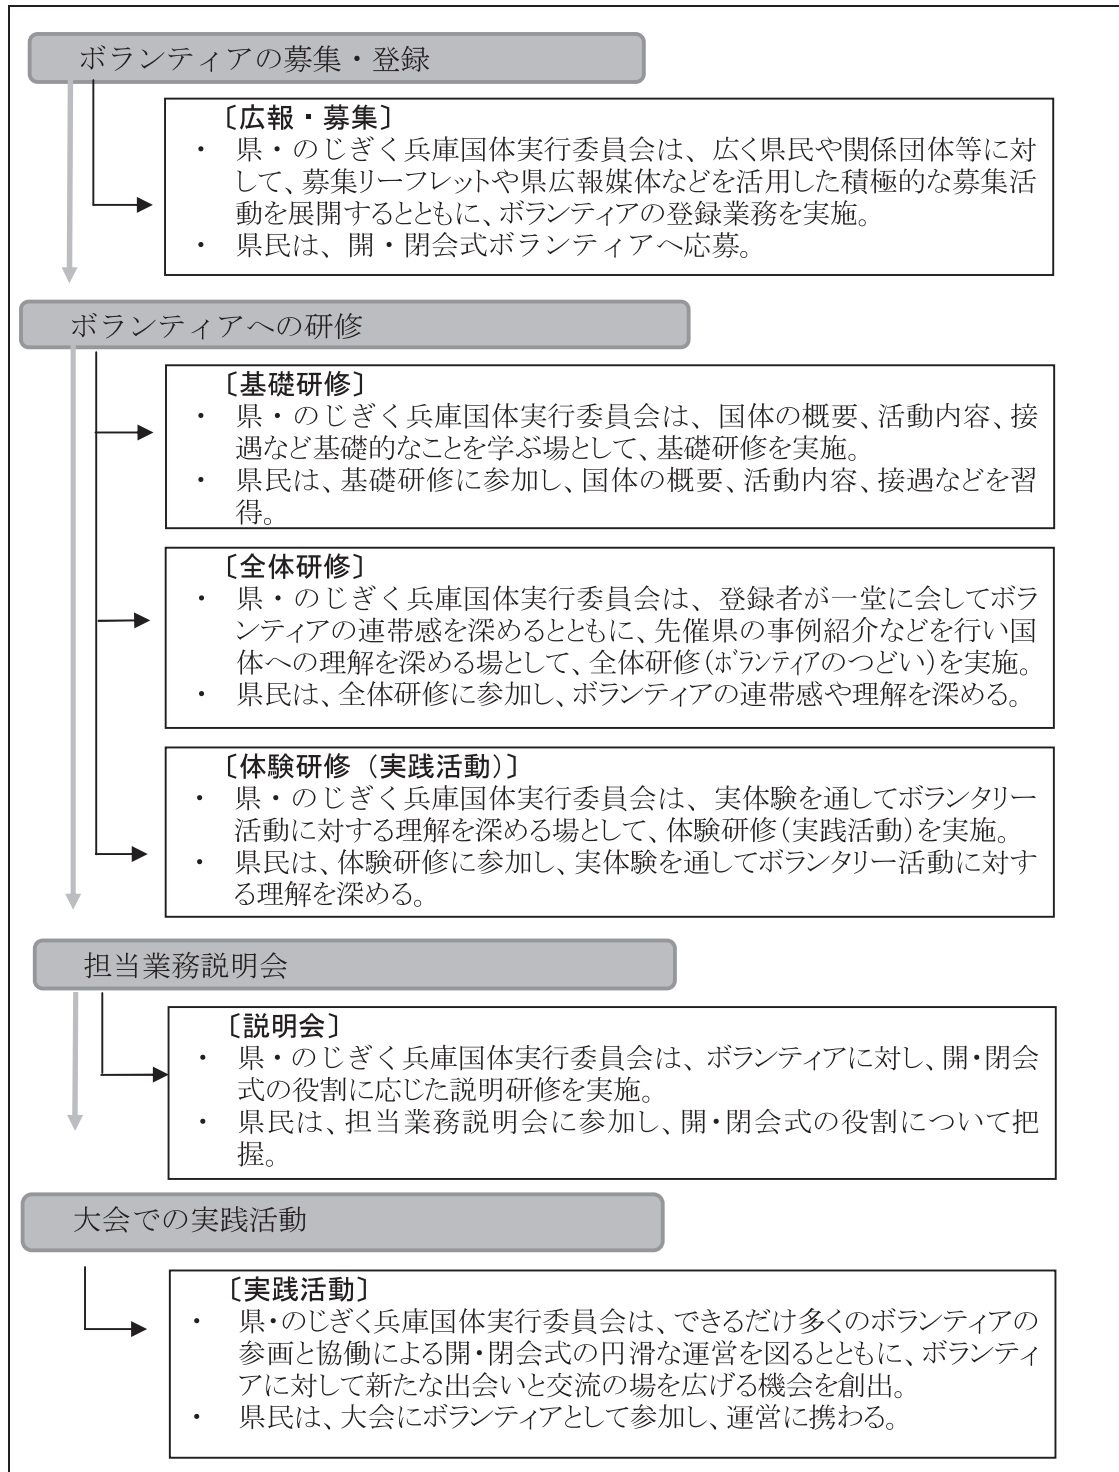 ボランティアの募集・登録
〔広報・募集〕
・ 県・のじぎく兵庫国体実行委員会は、広く県民や関係団体等に対
して、募集リーフレットや県広報媒体などを活用した積極的な募集活
動を展開するとともに、ボランティアの登録業務を実施。
・ 県民は、開・閉会式ボランティアへ応募。
ボランティアへの研修
〔基礎研修〕
・ 県・のじぎく兵庫国体実行委員会は、国体の概要、活動内容、接
遇など基礎的なことを学ぶ場として、基礎研修を実施。
・ 県民は、基礎研修に参加し、国体の概要、活動内容、接遇などを習
得。
〔全体研修〕
・ 県・のじぎく兵庫国体実行委員会は、登録者が一堂に会してボラ
ンティアの連帯感を深めるとともに、先催県の事例紹介などを行い国
体への理解を深める場として、全体研修(ボランティアのつどい)を実施。
・ 県民は、全体研修に参加し、ボランティアの連帯感や理解を深める。
〔体験研修(実践活動)〕
・ 県・のじぎく兵庫国体実行委員会は、実体験を通してボランタリー
活動に対する理解を深める場として、体験研修(実践活動)を実施。
・ 県民は、体験研修に参加し、実体験を通してボランタリー活動に対す
る理解を深める。
担当業務説明会
〔説明会〕
・ 県・のじぎく兵庫国体実行委員会は、ボランティアに対し、開・閉会
式の役割に応じた説明研修を実施。
・ 県民は、担当業務説明会に参加し、開・閉会式の役割について把
握。
大会での実践活動
〔実践活動〕
・ 県・のじぎく兵庫国体実行委員会は、できるだけ多くのボランティアの
参画と協働による開・閉会式の円滑な運営を図るとともに、ボランティ
アに対して新たな出会いと交流の場を広げる機会を創出。
・ 県民は、大会にボランティアとして参加し、運営に携わる。